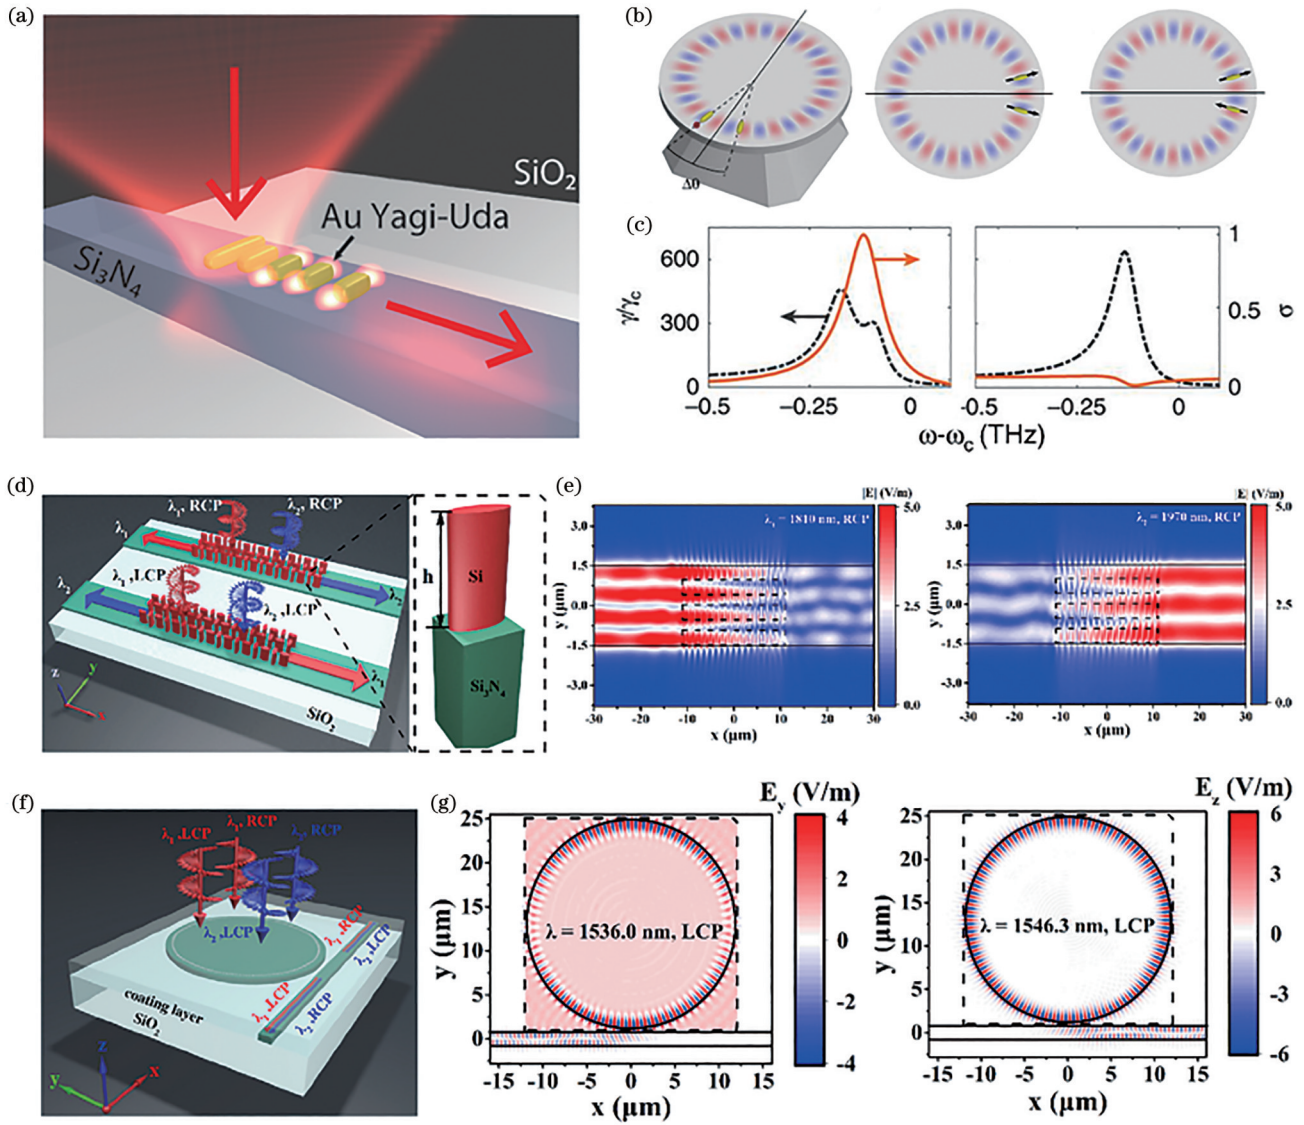 (a)
SiO2
Au Yagi-Uda
Si3N4
(b)
Δθ
(c)
600
300
0
γ/γc
−0.5
−0.25
0
−0.5
−0.25
0
1
0.5
0
σ
ω-ωc (THz)
(d)
λ1, RCP
λ2, RCP
λ1
λ2
λ1 ,LCP
λ2 ,LCP
λ2
λ1
SiO2
z
y
x
h
Si
Si3N4
(e)
|E| (V/m)
λ1 = 1810 nm, RCP
5.0
2.5
0.0
3.0
1.5
0.0
-1.5
-3.0
y (μm)
-30
-20
-10
0
10
20
30
x (μm)
|E| (V/m)
λ2 = 1970 nm, RCP
5.0
2.5
0.0
3.0
1.5
0.0
-1.5
-3.0
y (μm)
-30
-20
-10
0
10
20
30
x (μm)
(f)
λ1 ,LCP
λ1, RCP
λ2, RCP
λ2 ,LCP
λ1 ,RCP
λ2 ,LCP
λ1 ,LCP
λ2 ,RCP
coating layer
SiO2
z
y
x
(g)
Ey (V/m)
4
2
0
-2
-4
25
20
15
10
5
0
y (μm)
λ = 1536.0 nm, LCP
-15
-10
-5
0
5
10
15
x (μm)
Ez (V/m)
6
3
0
-3
-6
25
20
15
10
5
0
y (μm)
λ = 1546.3 nm, LCP
-15
-10
-5
0
5
10
15
x (μm)